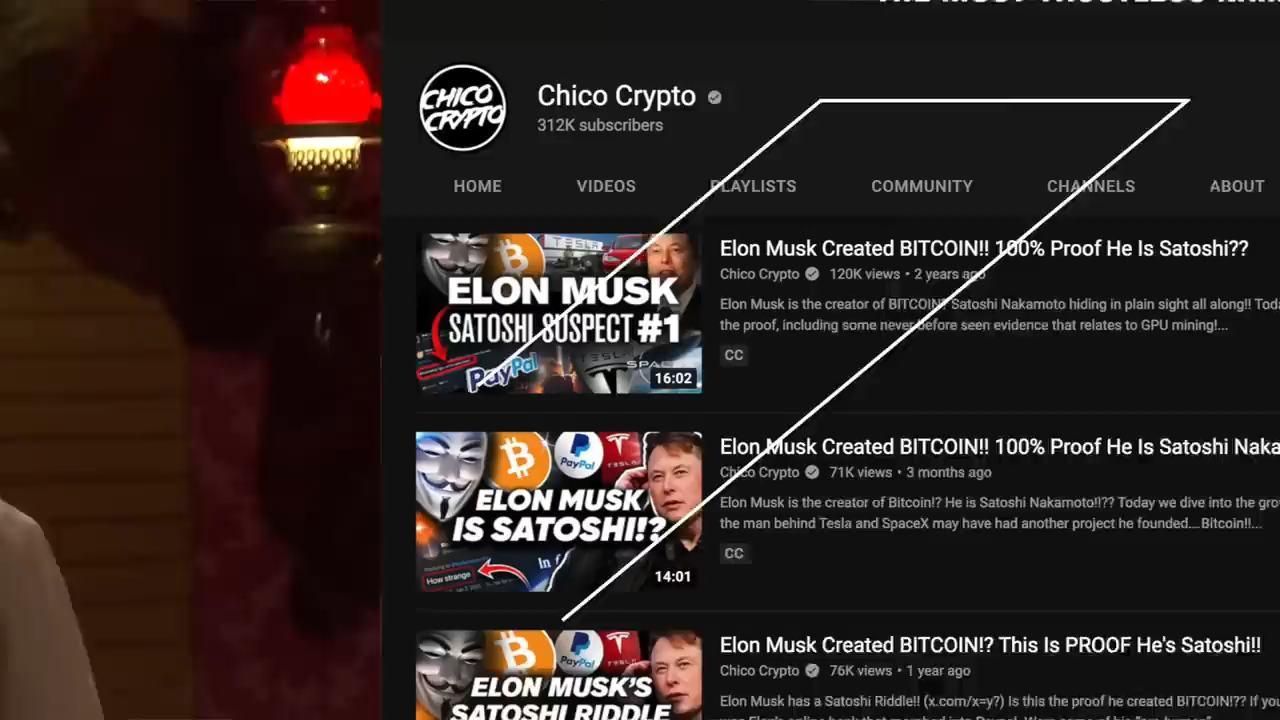 CHICO
CRYPTO
Chico Crypto
312K subscribers
HOME VIDEOS PLAYLISTS COMMUNITY CHANNELS ABOUT
TESLA
ELON MUSK
SATOSHI SUSPECT #1
PayPal
TESLA
16:02
Elon Musk Created BITCOIN!! 100% Proof He Is Satoshi??
Chico Crypto 120K views • 2 years ago
Elon Musk is the creator of BITCOIN? Satoshi Nakamoto hiding in plain sight all along!!
the proof, including some never before seen evidence that relates to GPU mining!...
CC
PayPal
TESLA
ELON MUSK
IS SATOSHI!?
How strange
14:01
Elon Musk Created BITCOIN!! 100% Proof He Is Satoshi
Chico Crypto 71K views • 3 months ago
Elon Musk is the creator of Bitcoin!? He is Satoshi Nakamoto!!?? Today we dive into the
the man behind Tesla and SpaceX may have had another project he founded....Bitcoin!!...
CC
PayPal
TESLA
ELON MUSK'S
SATOSHI RIDDLE
Elon Musk Created BITCOIN!? This Is PROOF He's Satoshi!!
Chico Crypto 76K views • 1 year ago
Elon Musk has a Satoshi Riddle!! (x.com/x=y?) Is this the proof he created BITCOIN!?? If